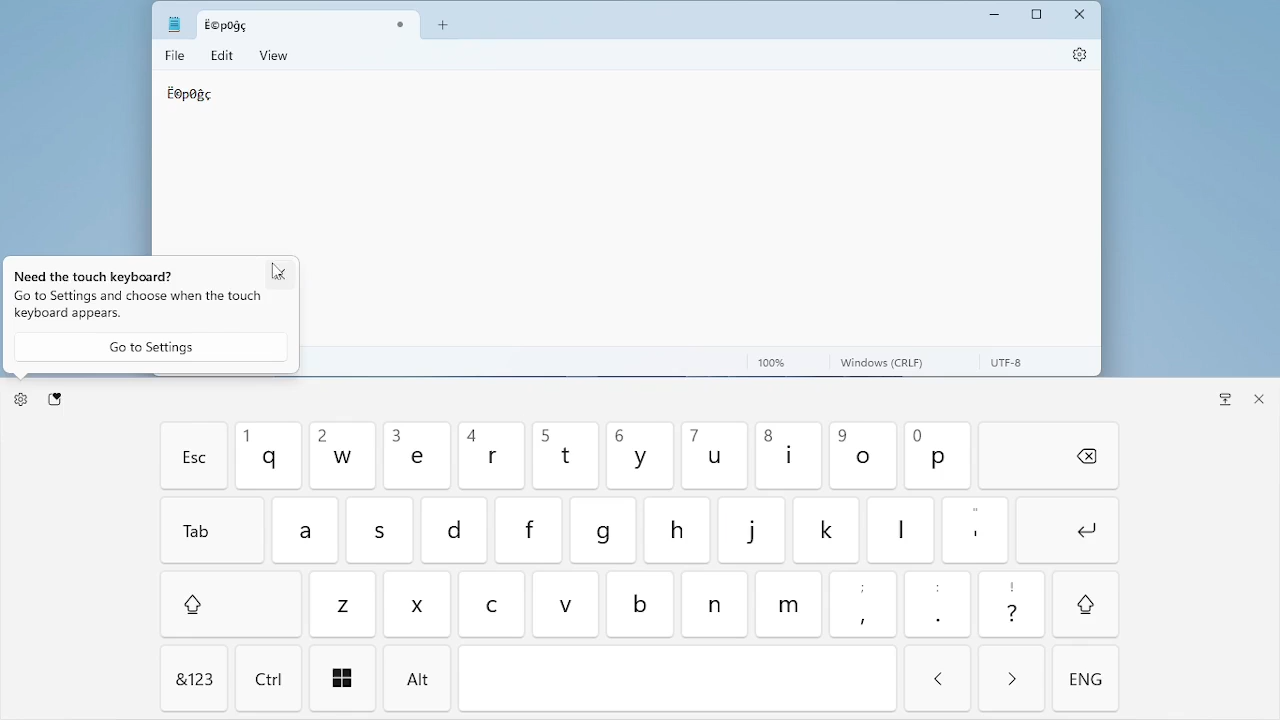 Ë©p0ĝç
File Edit View
Ë©p0ĝç
Need the touch keyboard?
Go to Settings and choose when the touch
keyboard appears.
Go to Settings
100% Windows (CRLF) UTF-8
Esc 1 q 2 w 3 e 4 r 5 t 6 y 7 u 8 i 9 o 0 p
Tab a s d f g h j k l " '
z x c v b n m ; , : . ! ?
&123 Ctrl Alt < > ENG